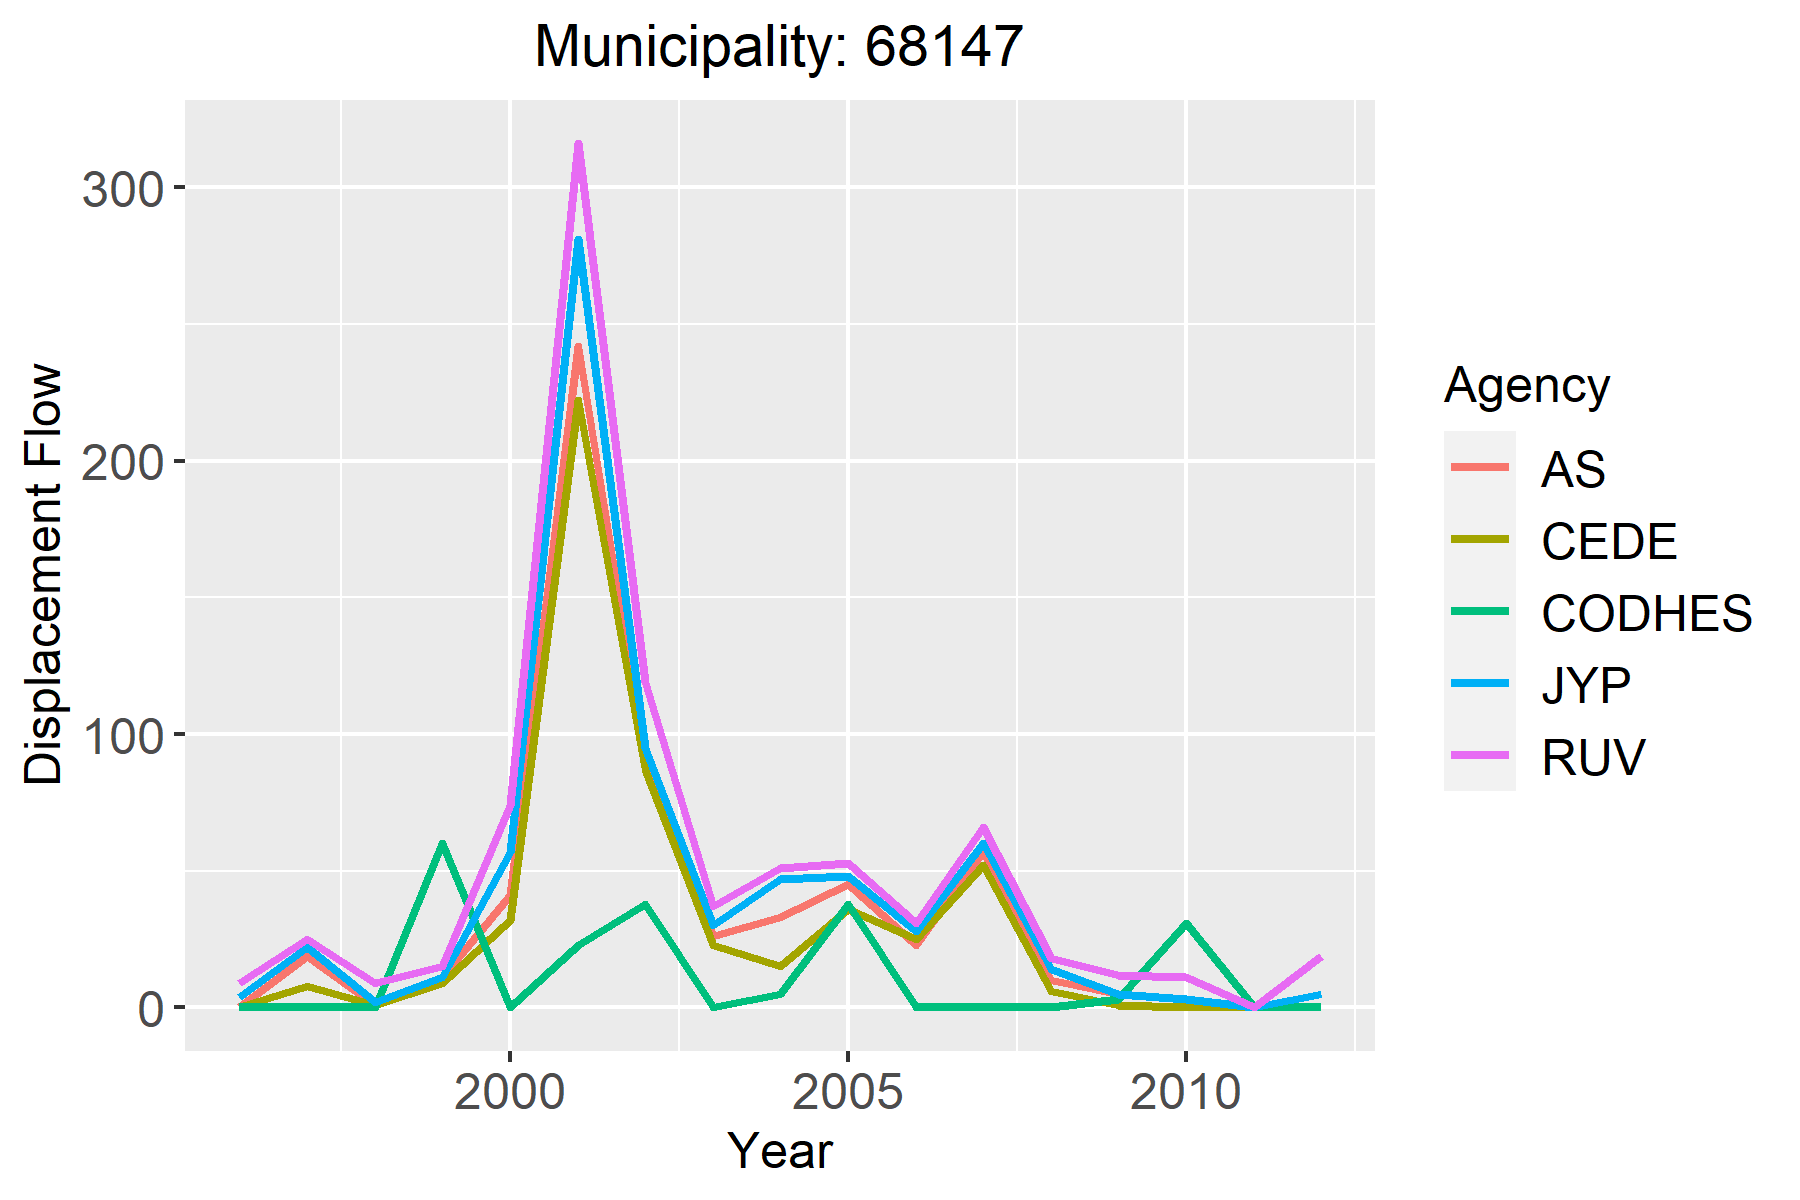 Municipality: 68147
Displacement Flow
300
200
100
0
2000 2005 2010
Year
Agency
AS
CEDE
CODHES
JYP
RUV